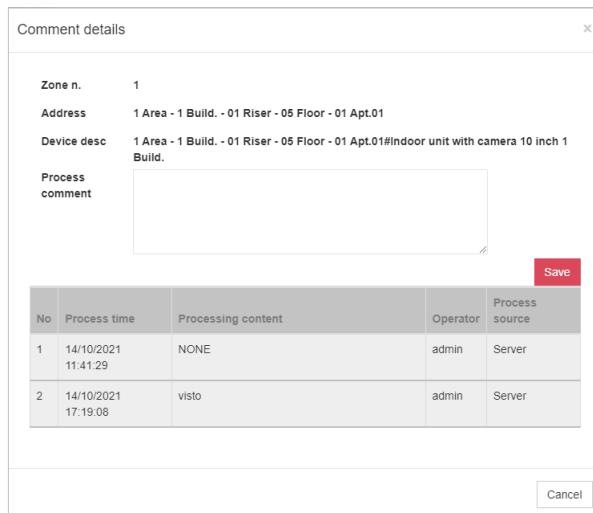 Comment details ×
Zone n. 1
Address 1 Area - 1 Build. - 01 Riser - 05 Floor - 01 Apt.01
Device desc 1 Area - 1 Build. - 01 Riser - 05 Floor - 01 Apt.01#Indoor unit with camera 10 inch 1
Build.
Process
comment
Save
No Process time Processing content Operator Process
source
1 14/10/2021 NONE admin Server
11:41:29
2 14/10/2021 visto admin Server
17:19:08
Cancel